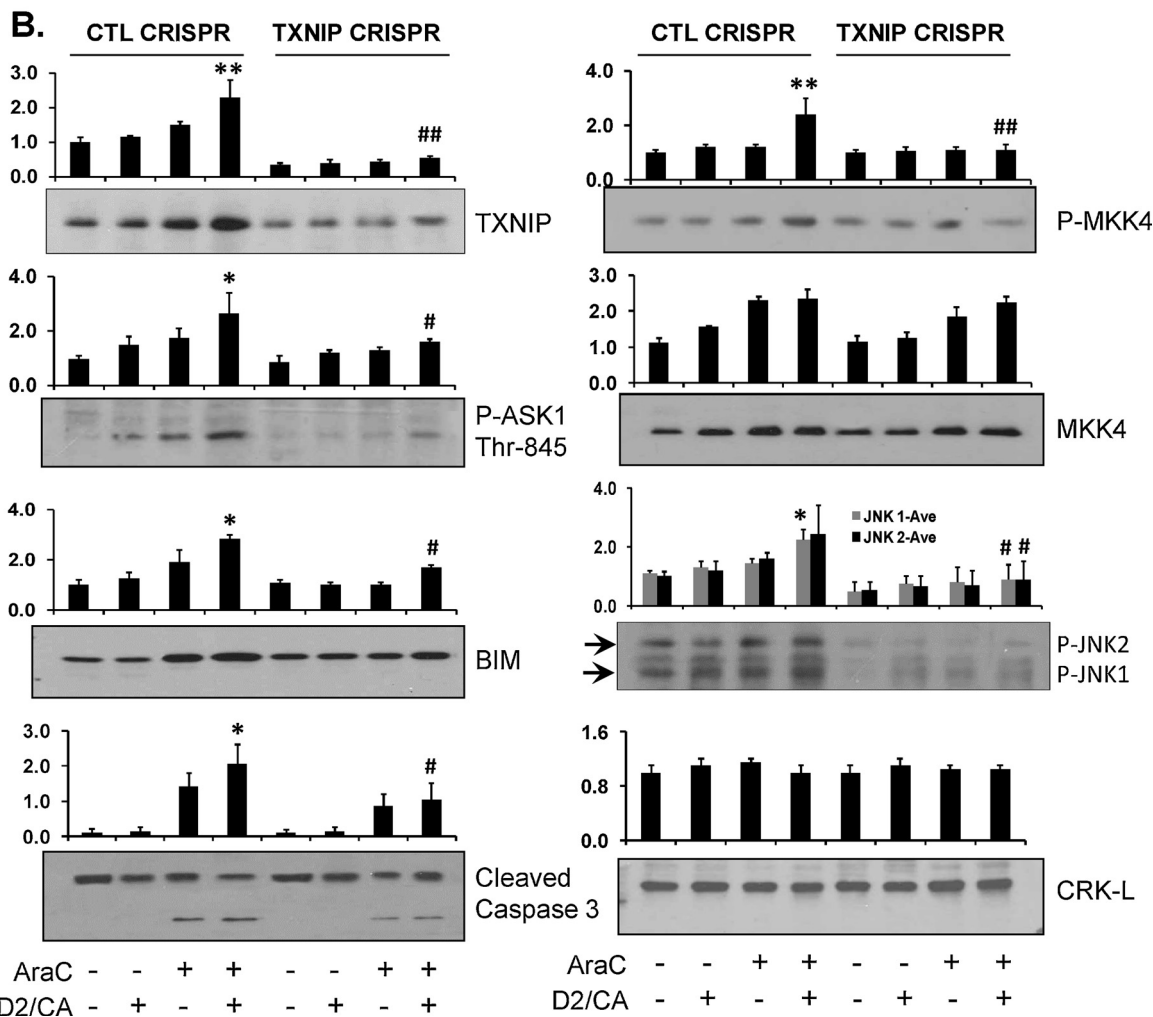 B.
CTL CRISPR TXNIP CRISPR
3.0
2.0
1.0
0.0
**
##
TXNIP
4.0
2.0
0.0
*
#
P-ASK1
Thr-845
4.0
2.0
0.0
*
#
BIM
3.0
2.0
1.0
0.0
*
#
Cleaved
Caspase 3
AraC - - + + - - + +
D2/CA - + - + - + - +
CTL CRISPR TXNIP CRISPR
4.0
2.0
0.0
**
##
P-MKK4
3.0
2.0
1.0
0.0
MKK4
4.0
2.0
0.0
*
JNK 1-Ave
JNK 2-Ave
# #
P-JNK2
P-JNK1
1.6
0.8
0.0
CRK-L
AraC - - + + - - + +
D2/CA - + - + - + - +